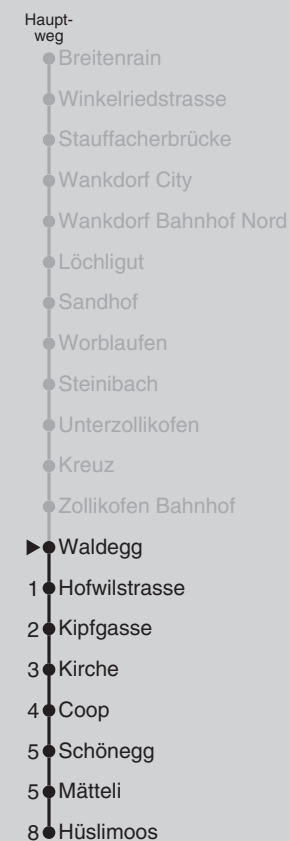 Haupt-
weg
Breitenrain
Winkelriedstrasse
Stauffacherbrücke
Wankdorf City
Wankdorf Bahnhof Nord
Löchligut
Sandhof
Worblaufen
Steinibach
Unterzollikofen
Kreuz
Zollikofen Bahnhof
Waldegg
1 Hofwilstrasse
2 Kipfgasse
3 Kirche
4 Coop
5 Schönegg
5 Mätteli
8 Hüslimoos